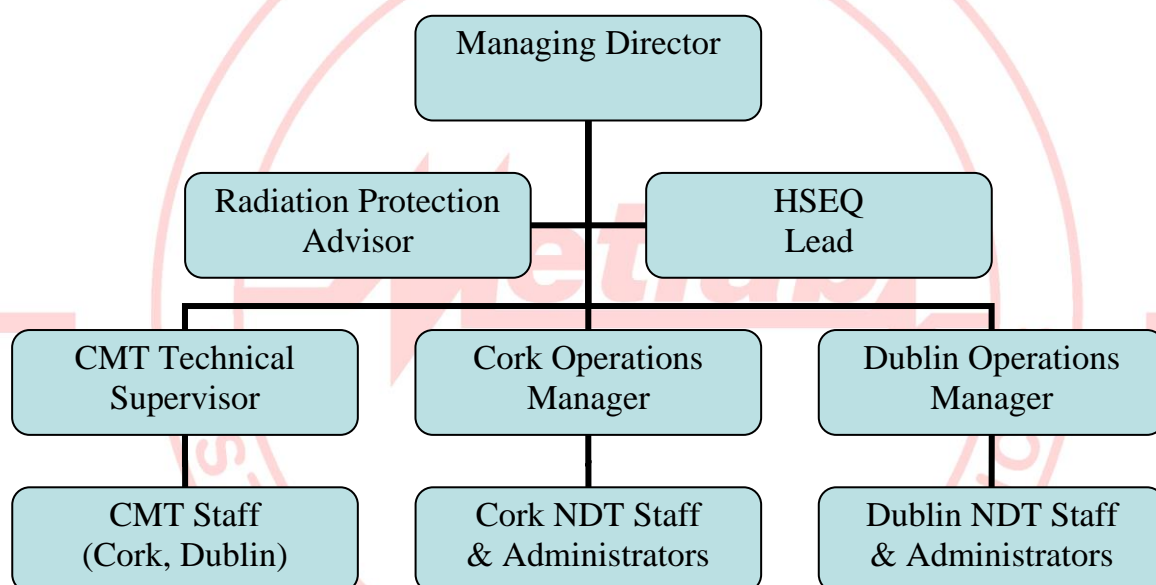 Managing Director
Radiation Protection
Advisor
HSEQ
Lead
etlab
CMT Technical
Supervisor
Cork Operations
Manager
Dublin Operations
Manager
CMT Staff
(Cork, Dublin)
Cork NDT Staff
& Administrators
Dublin NDT Staff
& Administrators